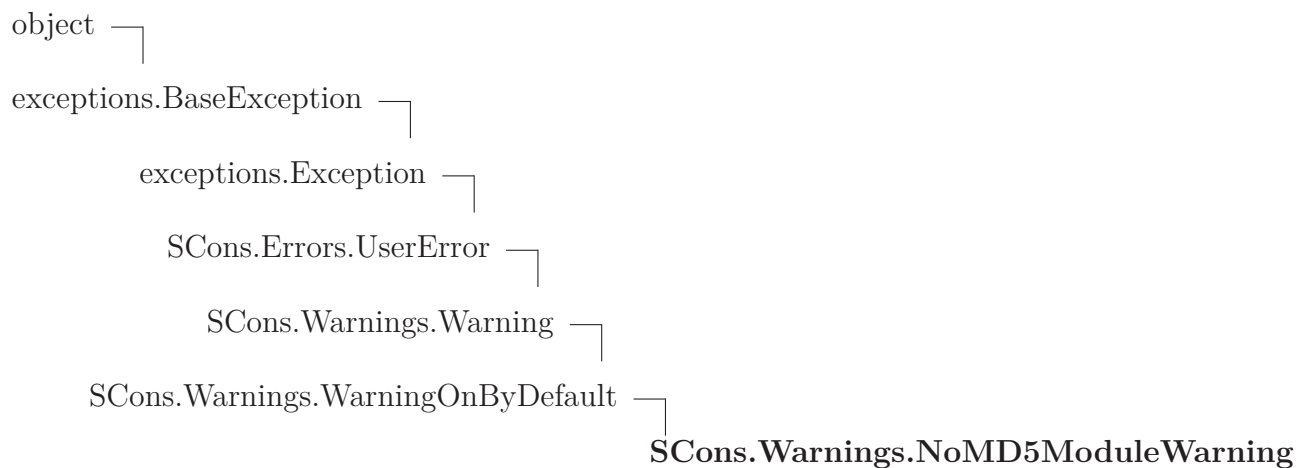 object
exceptions.BaseException
exceptions.Exception
SCons.Errors.UserError
SCons.Warnings.Warning
SCons.Warnings.WarningOnByDefault
SCons.Warnings.NoMD5ModuleWarning